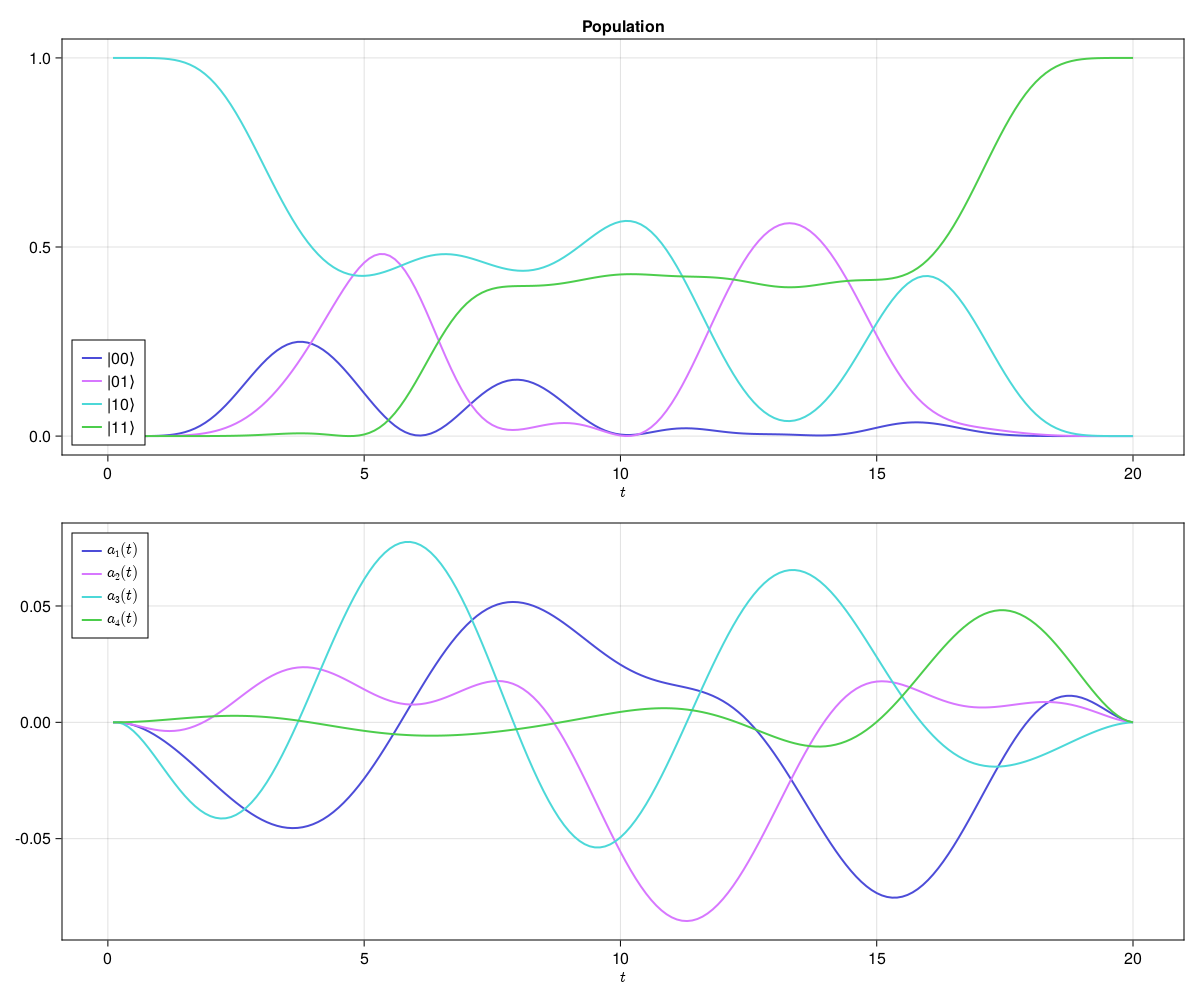 Population
1.0
0.5
0.0
|00⟩
|01⟩
|10⟩
|11⟩
0 5 10 15 20
t
a₁(t)
a₂(t)
a₃(t)
a₄(t)
0.05
0.00
-0.05
0 5 10 15 20
t